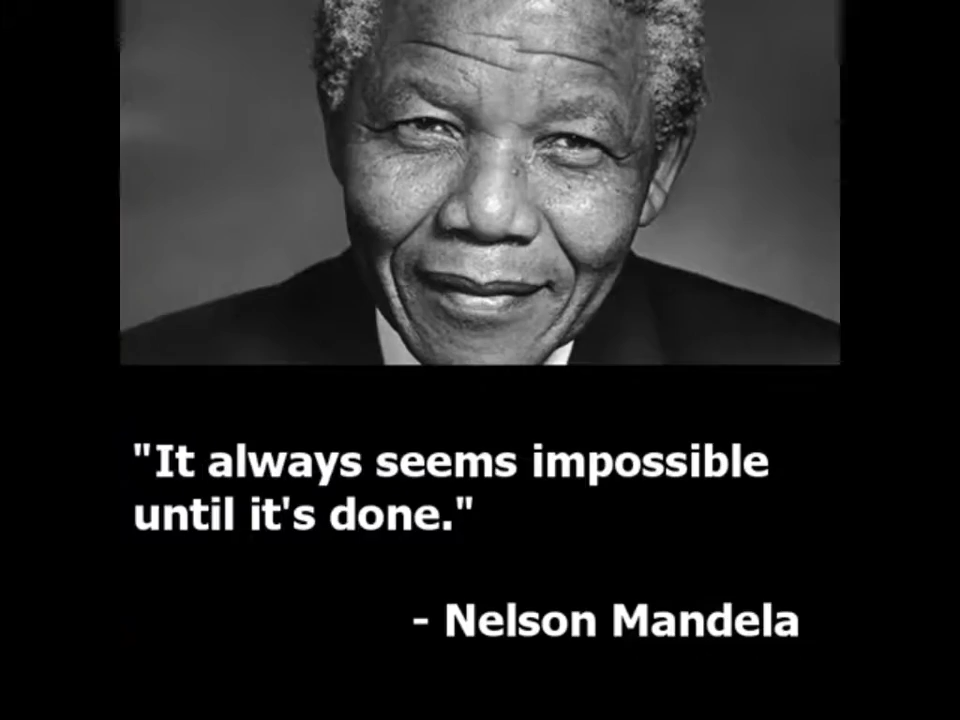 "It always seems impossible
until it's done."
- Nelson Mandela